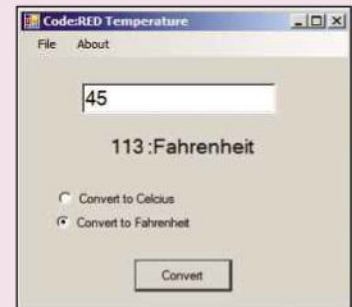 Code:RED Temperature
File About
45
113 :Fahrenheit
Convert to Celcius
Convert to Fahrenheit
Convert